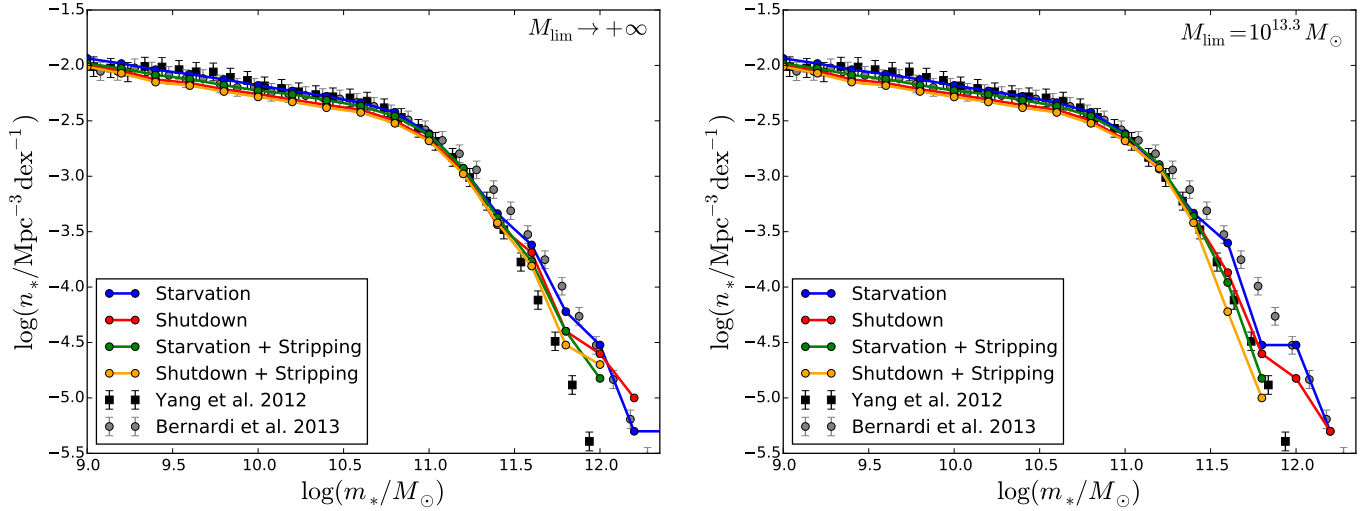 M_lim → +∞
log(n_*/Mpc⁻³ dex⁻¹)
−1.5
−2.0
−2.5
−3.0
−3.5
−4.0
−4.5
−5.0
−5.5
Starvation
Shutdown
Starvation + Stripping
Shutdown + Stripping
Yang et al. 2012
Bernardi et al. 2013
9.0 9.5 10.0 10.5 11.0 11.5 12.0
log(m_*/M_⊙)
M_lim = 10^13.3 M_⊙
log(n_*/Mpc⁻³ dex⁻¹)
−1.5
−2.0
−2.5
−3.0
−3.5
−4.0
−4.5
−5.0
−5.5
Starvation
Shutdown
Starvation + Stripping
Shutdown + Stripping
Yang et al. 2012
Bernardi et al. 2013
9.0 9.5 10.0 10.5 11.0 11.5 12.0
log(m_*/M_⊙)